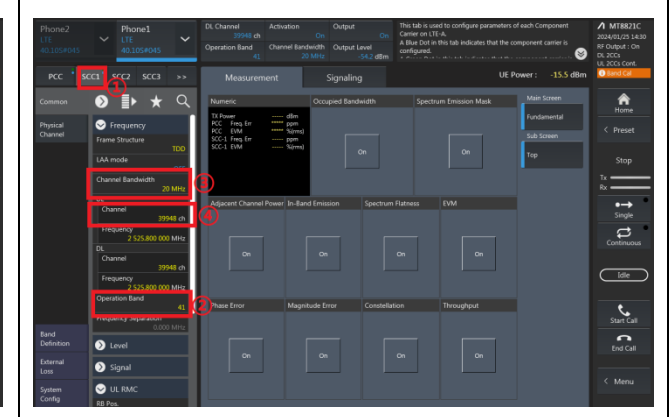 Phone2
LTE
40,105#045
Phone1
LTE
40,105#045
DL Channel
39948 ch
Activation
On
Output
On
Operation Band
41
Channel Bandwidth
20 MHz
Output Level
-54.2 dBm
This tab is used to configure parameters of each Component
Carrier on LTE-A.
A Blue Dot in this tab indicates that the component carrier is
configured.
MT8821C
2024/01/25 14:30
RF Output : On
DL 2CCs
UL 2CCs Cont.
Band Cal
PCC
SCC1
SCC2
SCC3
>>
①
Measurement
Signaling
UE Power : -15.5 dBm
Common
Physical
Channel
Frequency
Frame Structure
TDD
LAA mode
Channel Bandwidth
20 MHz
③
UL
Channel
39948 ch
④
Frequency
2 525.800 000 MHz
DL
Channel
39948 ch
Frequency
2 525.800 000 MHz
Operation Band
41
②
Frequency Separation
0.000 MHz
Level
Signal
UL RMC
RB Pos.
Band
Definition
External
Loss
System
Config
Numeric
TX Power ----- dBm
PCC Freq. Err ***** ppm
PCC EVM ***** %(rms)
SCC-1 Freq. Err ----- ppm
SCC-1 EVM ----- %(rms)
Occupied Bandwidth
On
Spectrum Emission Mask
On
Adjacent Channel Power
On
In-Band Emission
On
Spectrum Flatness
On
EVM
On
Phase Error
On
Magnitude Error
On
Constellation
On
Throughput
On
Main Screen
Fundamental
Sub Screen
Top
Home
< Preset
Stop
Tx
Rx
Single
Continuous
Idle
Start Call
End Call
< Menu